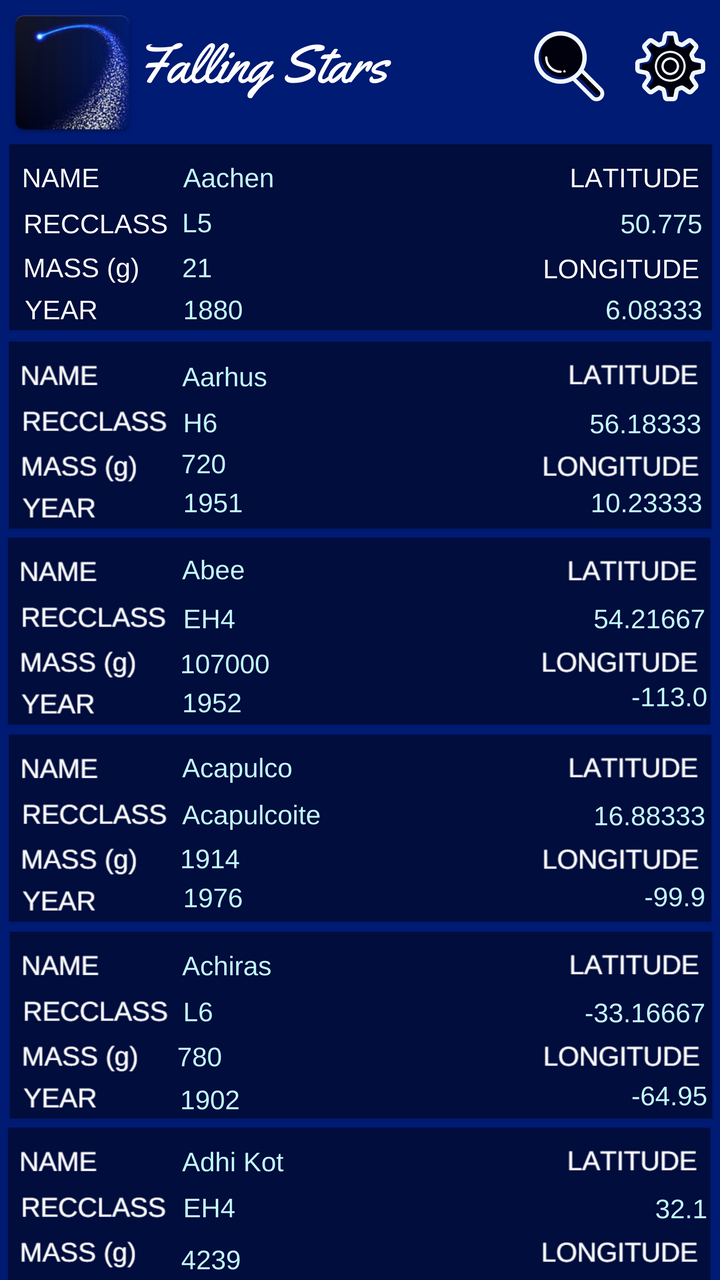 Falling Stars
NAME Aachen LATITUDE
RECCLASS L5 50.775
MASS (g) 21 LONGITUDE
YEAR 1880 6.08333
NAME Aarhus LATITUDE
RECCLASS H6 56.18333
MASS (g) 720 LONGITUDE
YEAR 1951 10.23333
NAME Abee LATITUDE
RECCLASS EH4 54.21667
MASS (g) 107000 LONGITUDE
YEAR 1952 -113.0
NAME Acapulco LATITUDE
RECCLASS Acapulcoite 16.88333
MASS (g) 1914 LONGITUDE
YEAR 1976 -99.9
NAME Achiras LATITUDE
RECCLASS L6 -33.16667
MASS (g) 780 LONGITUDE
YEAR 1902 -64.95
NAME Adhi Kot LATITUDE
RECCLASS EH4 32.1
MASS (g) 4239 LONGITUDE